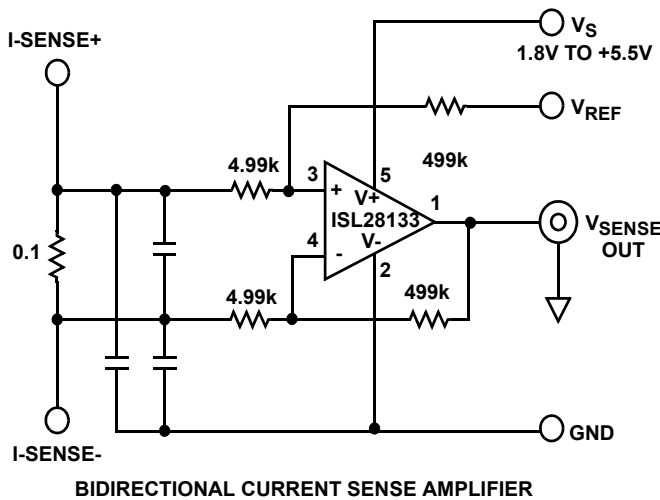 I-SENSE+
V_S
1.8V TO +5.5V
V_REF
4.99k
3
5
499k
+
V+
1
ISL28133
V_SENSE
OUT
4
-
V-
2
0.1
4.99k
499k
GND
I-SENSE-
BIDIRECTIONAL CURRENT SENSE AMPLIFIER